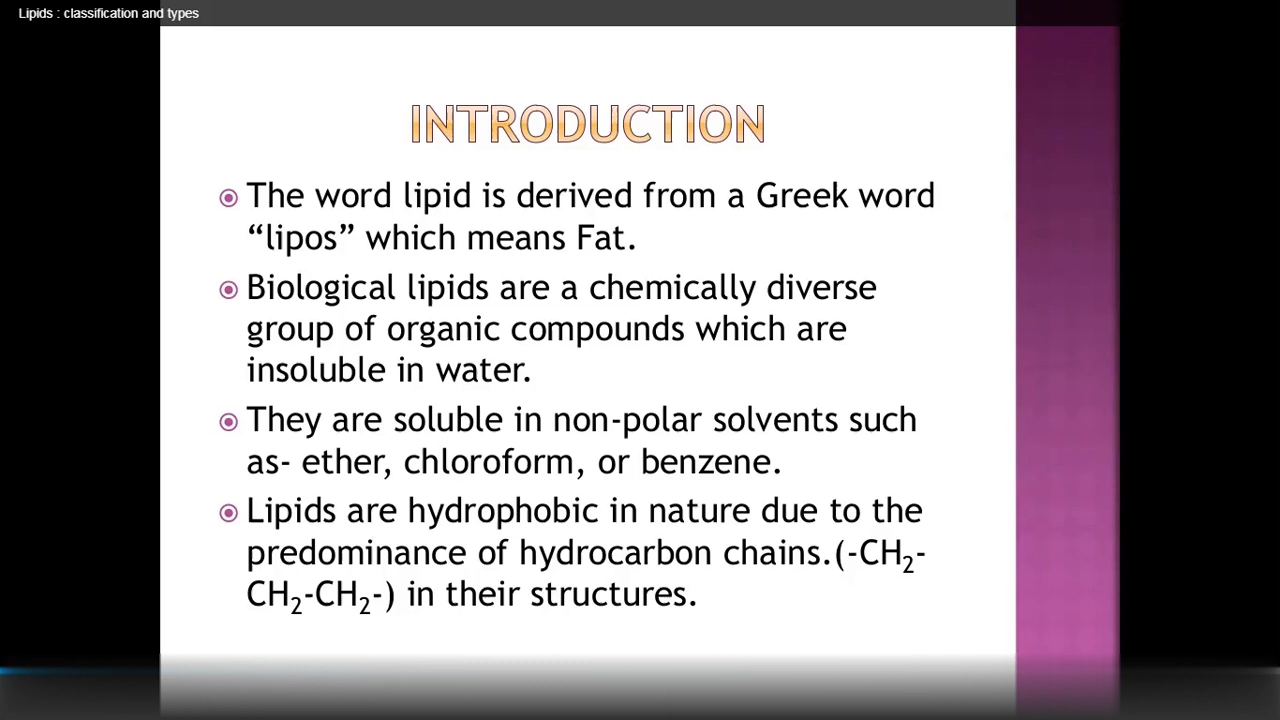 Lipids : classification and types
INTRODUCTION
The word lipid is derived from a Greek word
“lipos” which means Fat.
Biological lipids are a chemically diverse
group of organic compounds which are
insoluble in water.
They are soluble in non-polar solvents such
as- ether, chloroform, or benzene.
Lipids are hydrophobic in nature due to the
predominance of hydrocarbon chains.(-CH₂-
CH₂-CH₂-) in their structures.